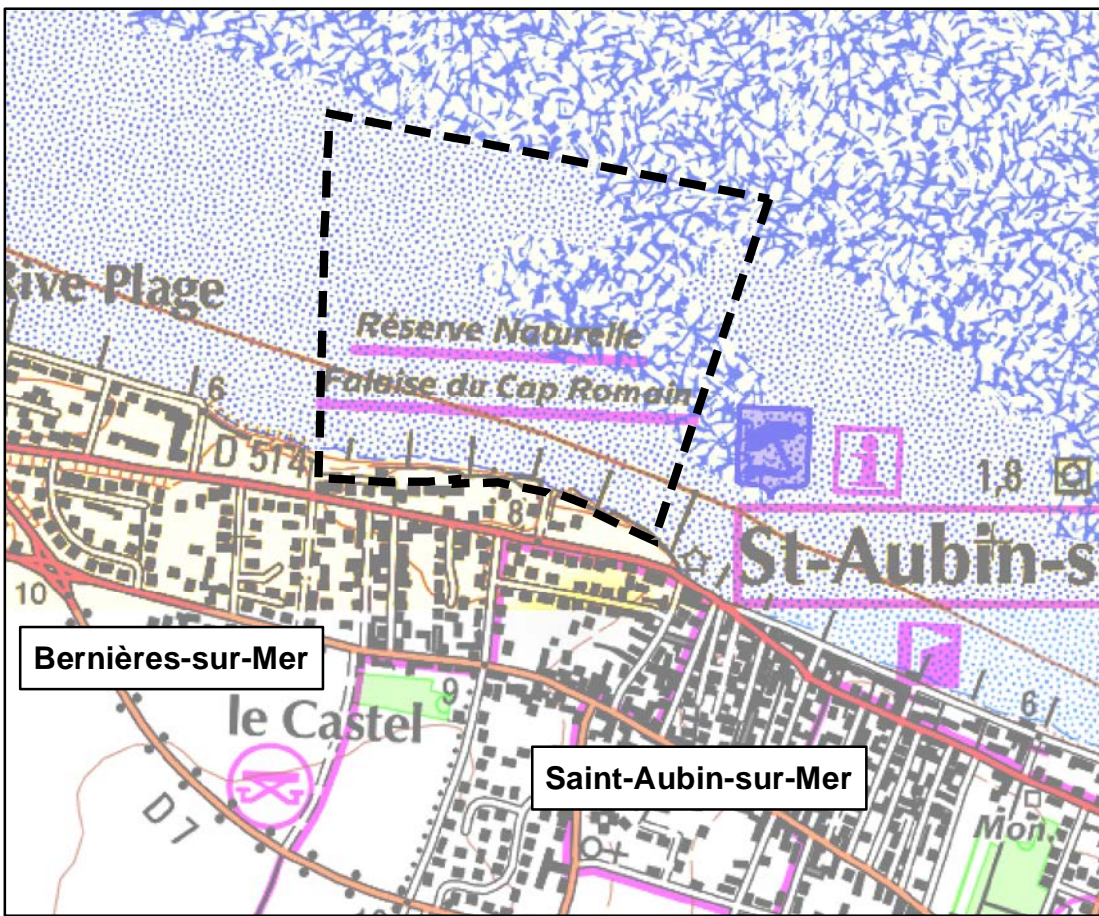 Rive Plage
Réserve Naturelle
Falaise du Cap Romain
6
D 514
8
1,8
St-Aubin-s
10
Bernières-sur-Mer
9
le Castel
6
Saint-Aubin-sur-Mer
D 7
Mon.